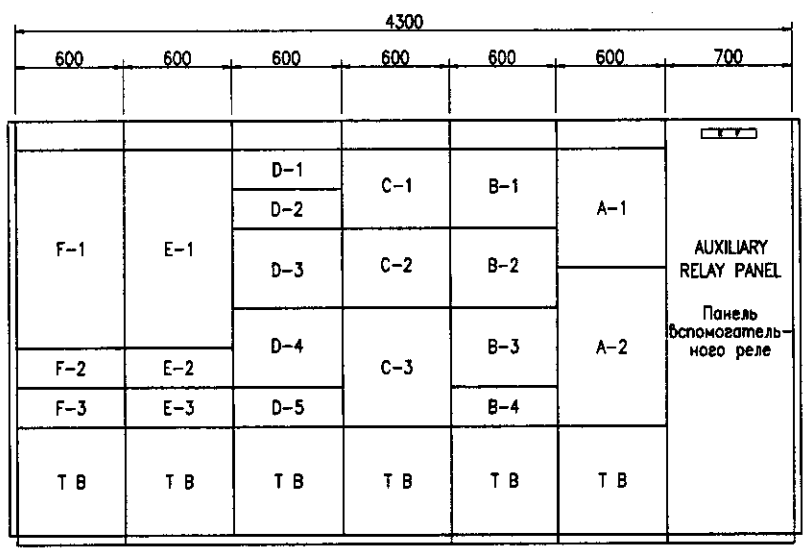 4300
600 600 600 600 600 600 700
D-1
C-1 B-1
D-2 A-1
F-1 E-1
D-3 C-2 B-2
AUXILIARY
RELAY PANEL
Панель
вспомогатель-
ного реле
D-4 B-3 A-2
F-2 E-2 C-3
F-3 E-3 D-5 B-4
T B T B T B T B T B T B